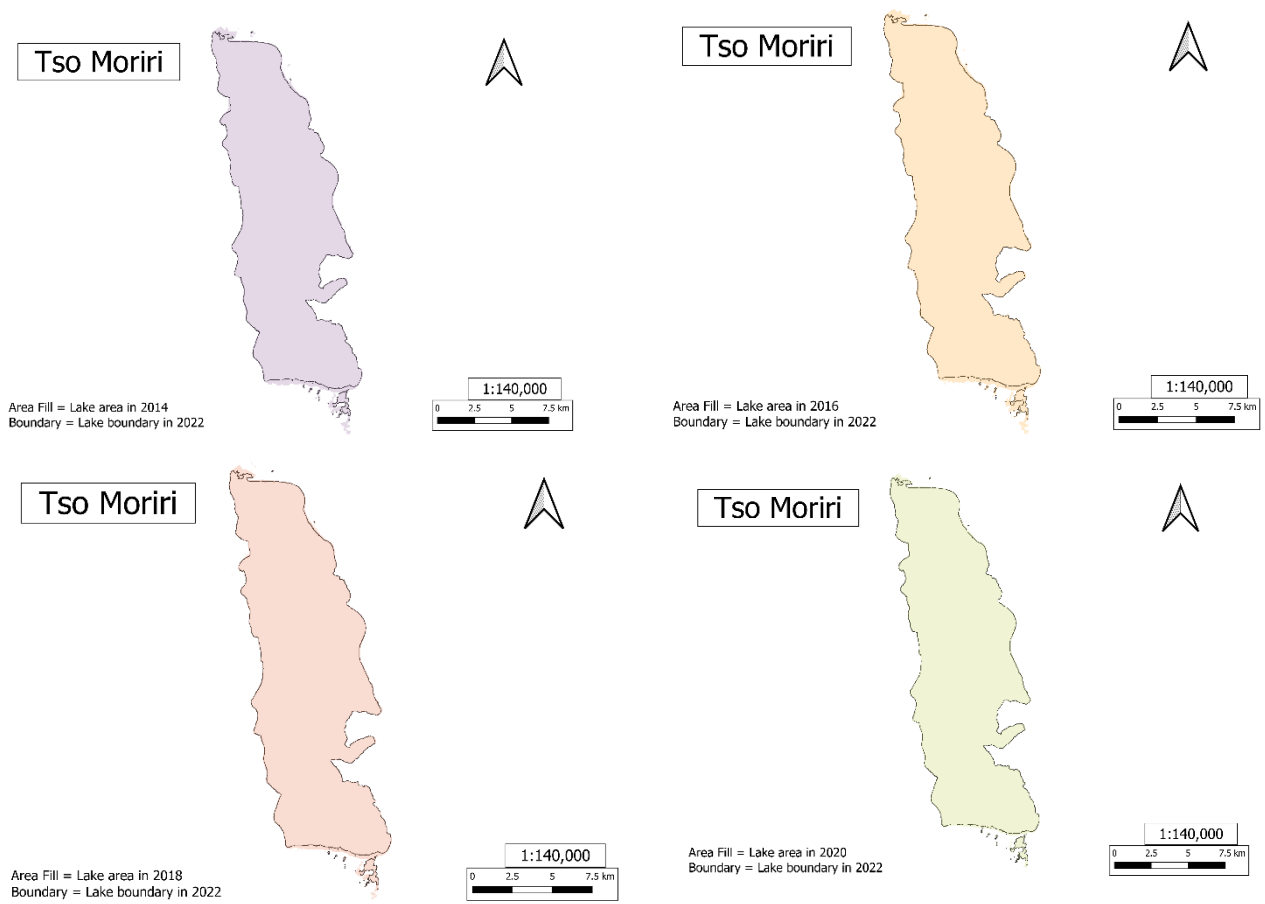 Tso Moriri
1:140,000
0 2.5 5 7.5 km
Area Fill = Lake area in 2014
Boundary = Lake boundary in 2022
Tso Moriri
1:140,000
0 2.5 5 7.5 km
Area Fill = Lake area in 2016
Boundary = Lake boundary in 2022
Tso Moriri
1:140,000
0 2.5 5 7.5 km
Area Fill = Lake area in 2018
Boundary = Lake boundary in 2022
Tso Moriri
1:140,000
0 2.5 5 7.5 km
Area Fill = Lake area in 2020
Boundary = Lake boundary in 2022